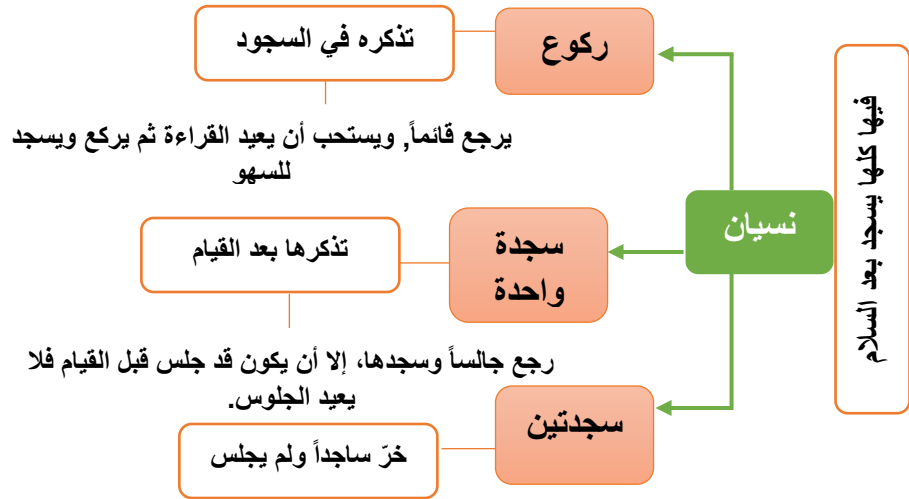 فيها كلها يسجد بعد السلام
نسيان
ركوع
تذكره في السجود
يرجع قائماً, ويستحب أن يعيد القراءة ثم يركع ويسجد
للسهو
سجدة
واحدة
تذكرها بعد القيام
رجع جالساً وسجدها، إلا أن يكون قد جلس قبل القيام فلا
يعيد الجلوس.
سجدتين
خرّ ساجداً ولم يجلس